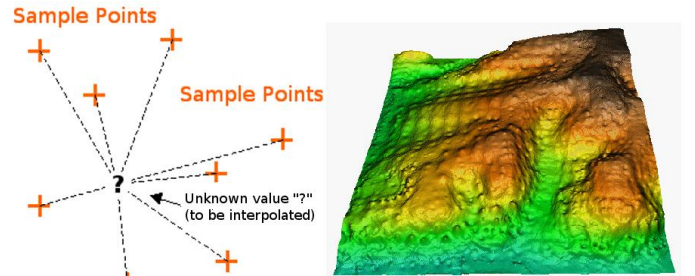 Sample Points
Sample Points
?
Unknown value "?"
(to be interpolated)